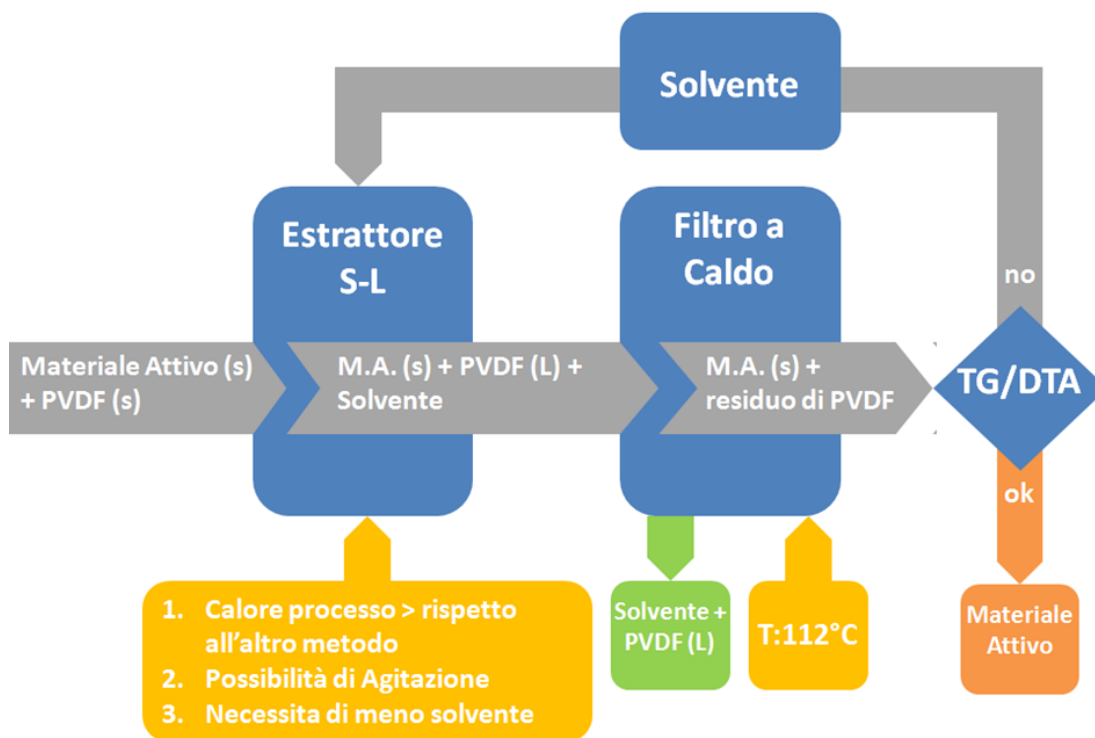 Solvente
Estrattore
S-L
Filtro a
Caldo
no
Materiale Attivo (s)
+ PVDF (s)
M.A. (s) + PVDF (L) +
Solvente
M.A. (s) +
residuo di PVDF
TG/DTA
ok
1. Calore processo > rispetto
all'altro metodo
2. Possibilità di Agitazione
3. Necessita di meno solvente
Solvente +
PVDF (L)
T:112°C
Materiale
Attivo